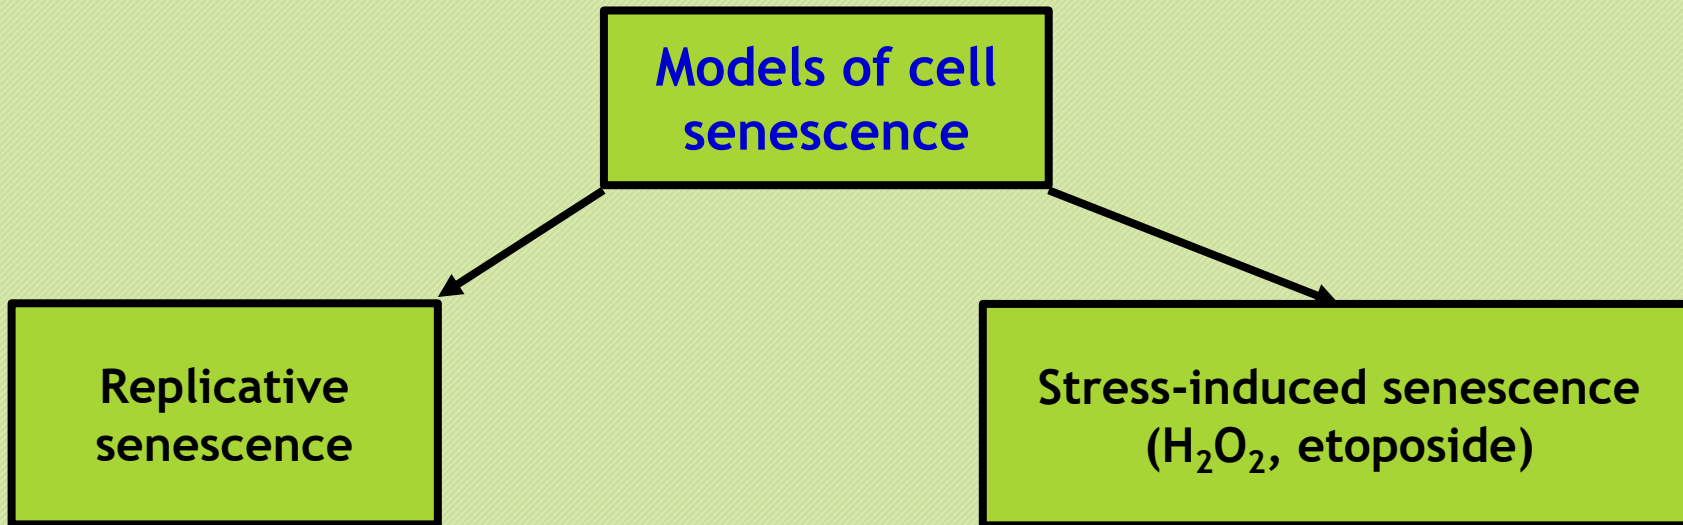 Models of cell
senescence
Replicative
senescence
Stress-induced senescence
(H₂O₂, etoposide)